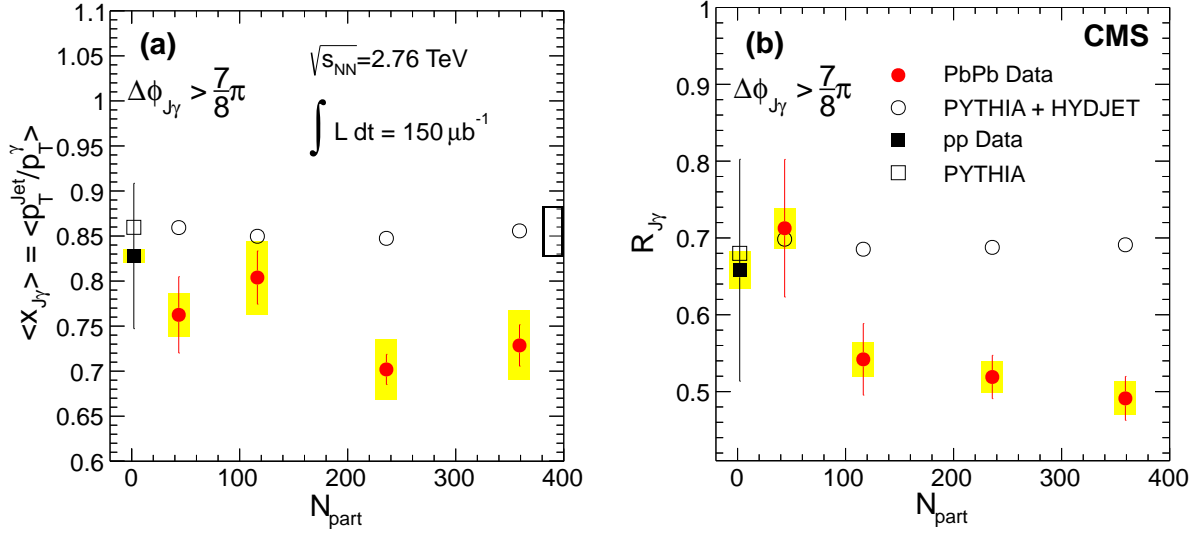 (a)
√s_NN=2.76 TeV
Δϕ_Jγ > 7/8 π
∫ L dt = 150 μb⁻¹
<x_Jγ> = <p_T^Jet/p_T^γ>
1.1
1.05
1
0.95
0.9
0.85
0.8
0.75
0.7
0.65
0.6
0 100 200 300 400
N_part
(b)
CMS
Δϕ_Jγ > 7/8 π
PbPb Data
PYTHIA + HYDJET
pp Data
PYTHIA
R_Jγ
1
0.9
0.8
0.7
0.6
0.5
0 100 200 300 400
N_part